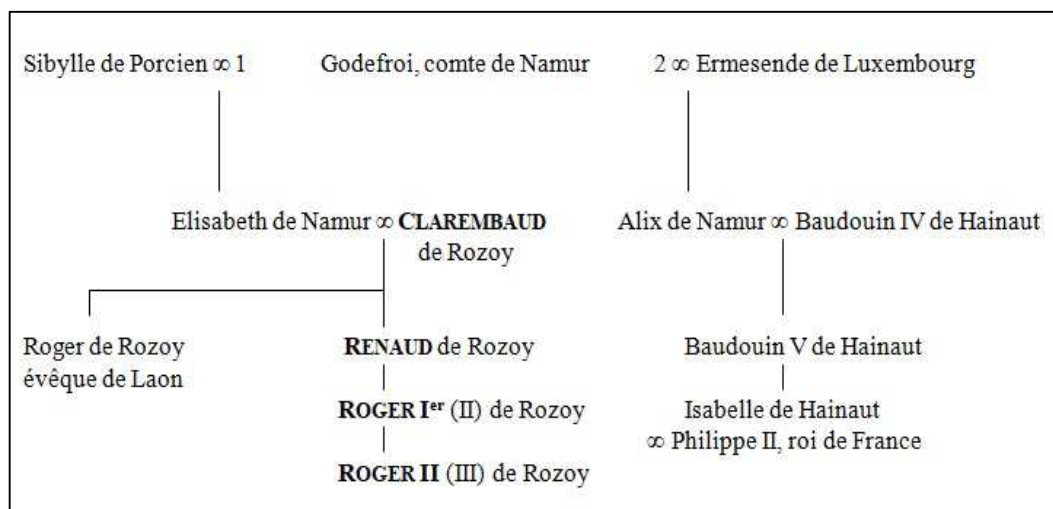 Sibylle de Porcien ∞ 1 Godefroi, comte de Namur 2 ∞ Ermesende de Luxembourg
Elisabeth de Namur ∞ CLAREMBAUD Alix de Namur ∞ Baudouin IV de Hainaut
de Rozoy
Roger de Rozoy RENAUD de Rozoy Baudouin V de Hainaut
évêque de Laon
ROGER Iᵉʳ (II) de Rozoy Isabelle de Hainaut
∞ Philippe II, roi de France
ROGER II (III) de Rozoy